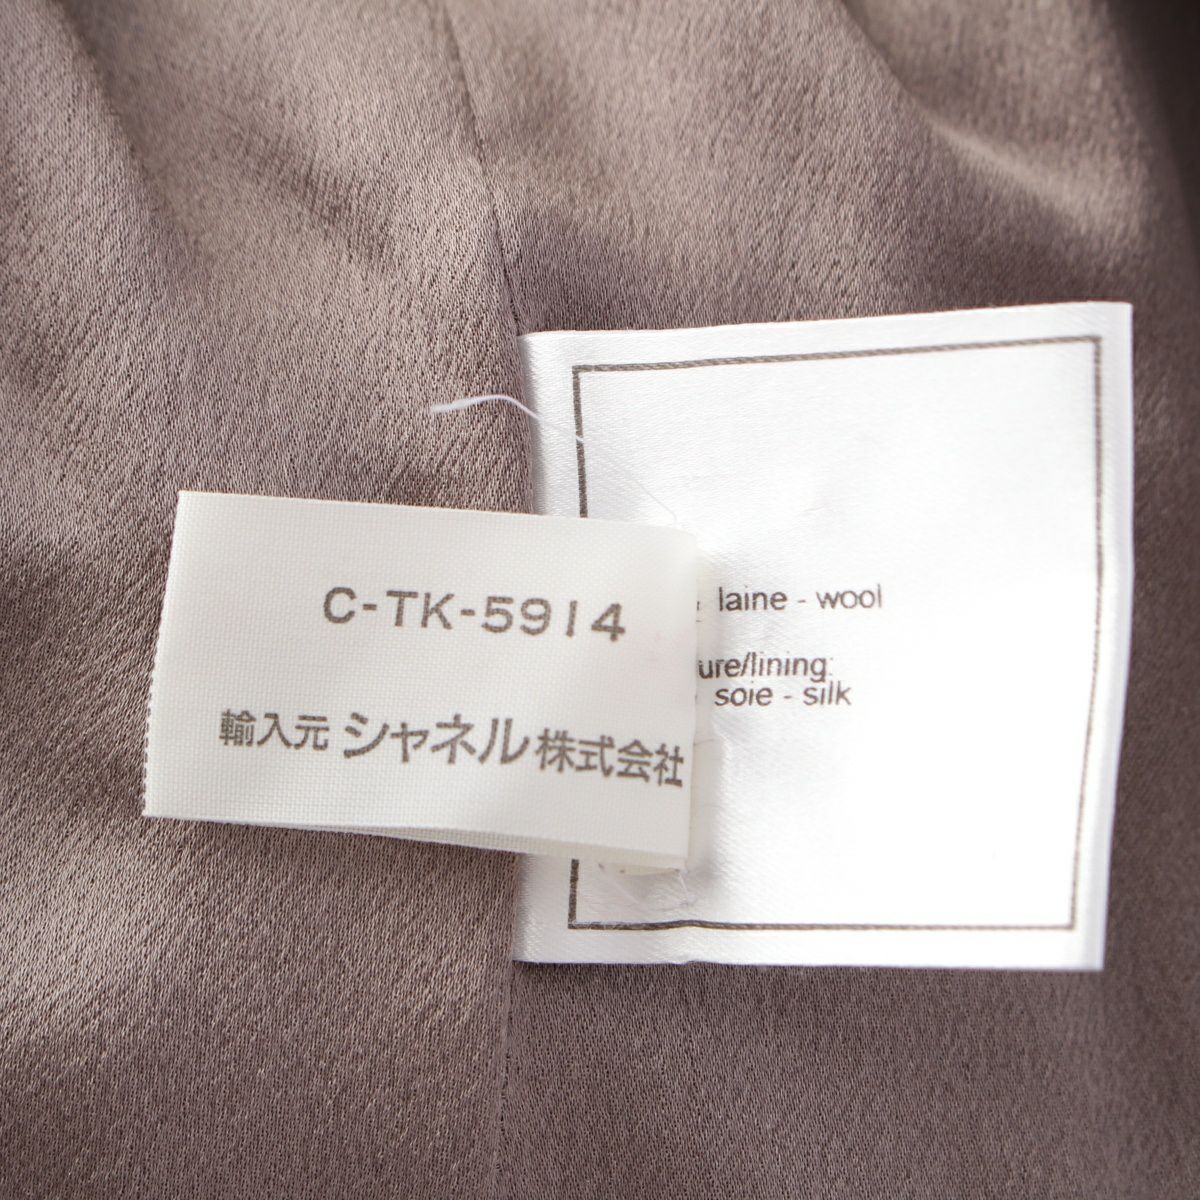 C-TK-5914
輸入元 シャネル 株式会社
laine - wool
ure/lining:
soie - silk